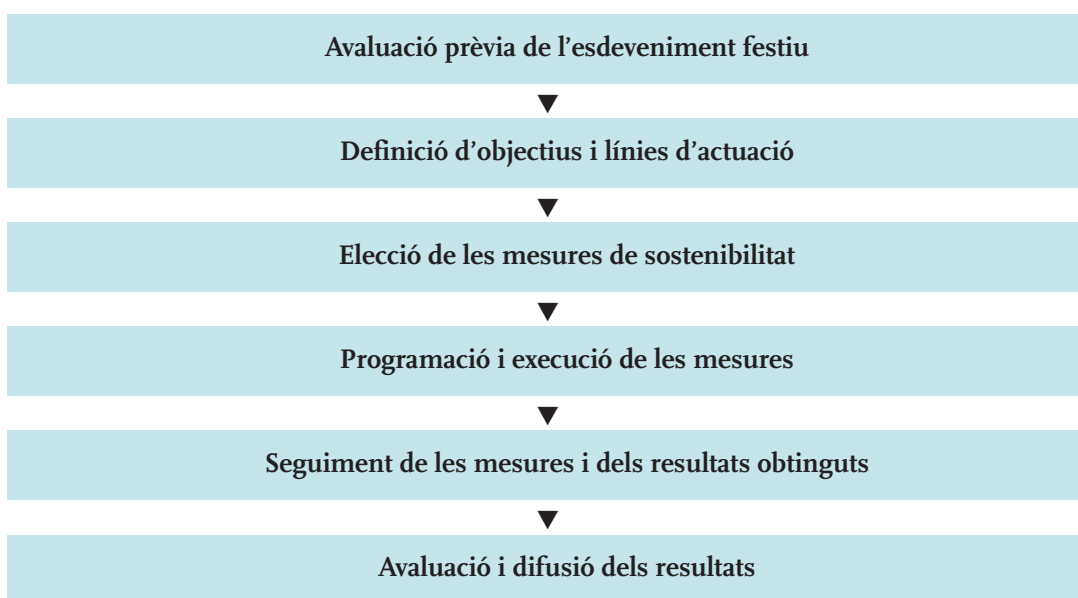 Avaluació prèvia de l'esdeveniment festiu
Definició d'objectius i línies d'actuació
Elecció de les mesures de sostenibilitat
Programació i execució de les mesures
Seguiment de les mesures i dels resultats obtinguts
Avaluació i difusió dels resultats